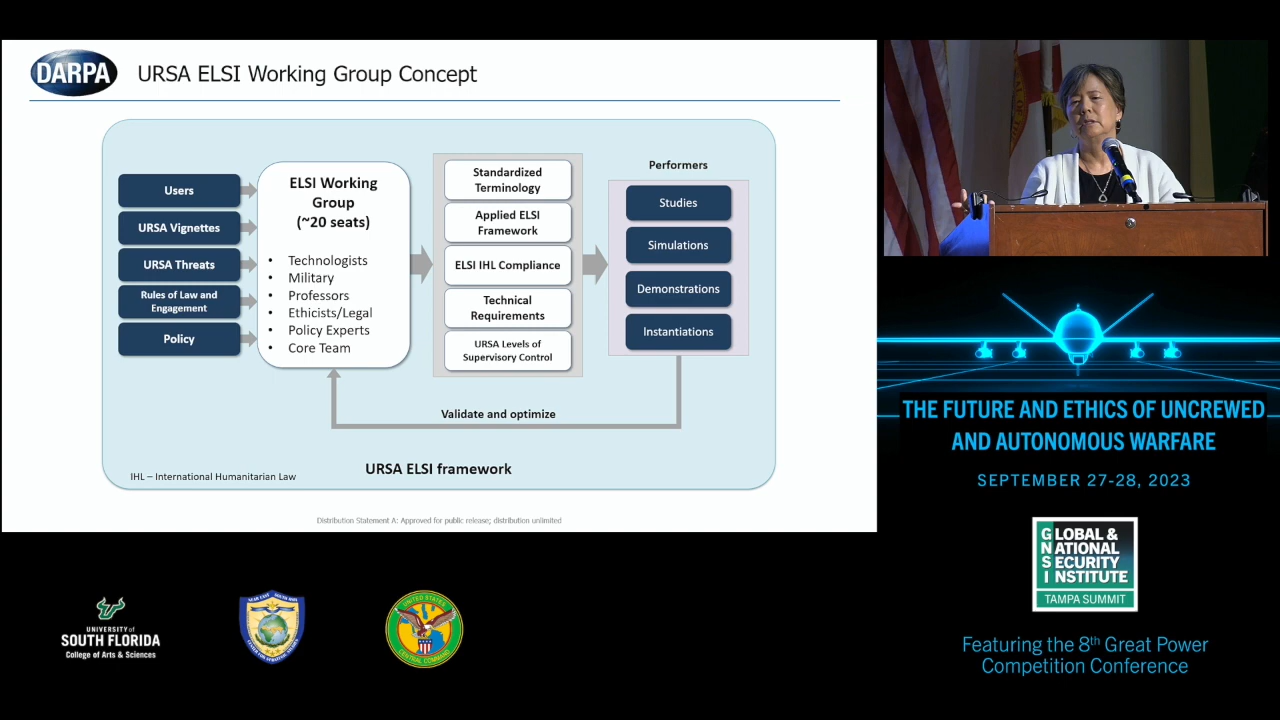 DARPA
URSA ELSI Working Group Concept
Users
URSA Vignettes
URSA Threats
Rules of Law and
Engagement
Policy
ELSI Working
Group
(~20 seats)
• Technologists
• Military
• Professors
• Ethicists/Legal
• Policy Experts
• Core Team
Standardized
Terminology
Applied ELSI
Framework
ELSI IHL Compliance
Technical
Requirements
URSA Levels of
Supervisory Control
Performers
Studies
Simulations
Demonstrations
Instantiations
Validate and optimize
URSA ELSI framework
IHL – International Humanitarian Law
Distribution Statement A: Approved for public release; distribution unlimited
THE FUTURE AND ETHICS OF UNCREWED
AND AUTONOMOUS WARFARE
SEPTEMBER 27-28, 2023
GLOBAL &
NATIONAL
SECURITY
INSTITUTE
TAMPA SUMMIT
Featuring the 8th Great Power
Competition Conference
UNIVERSITY of
SOUTH FLORIDA
College of Arts & Sciences
UNITED STATES
CENTRAL COMMAND